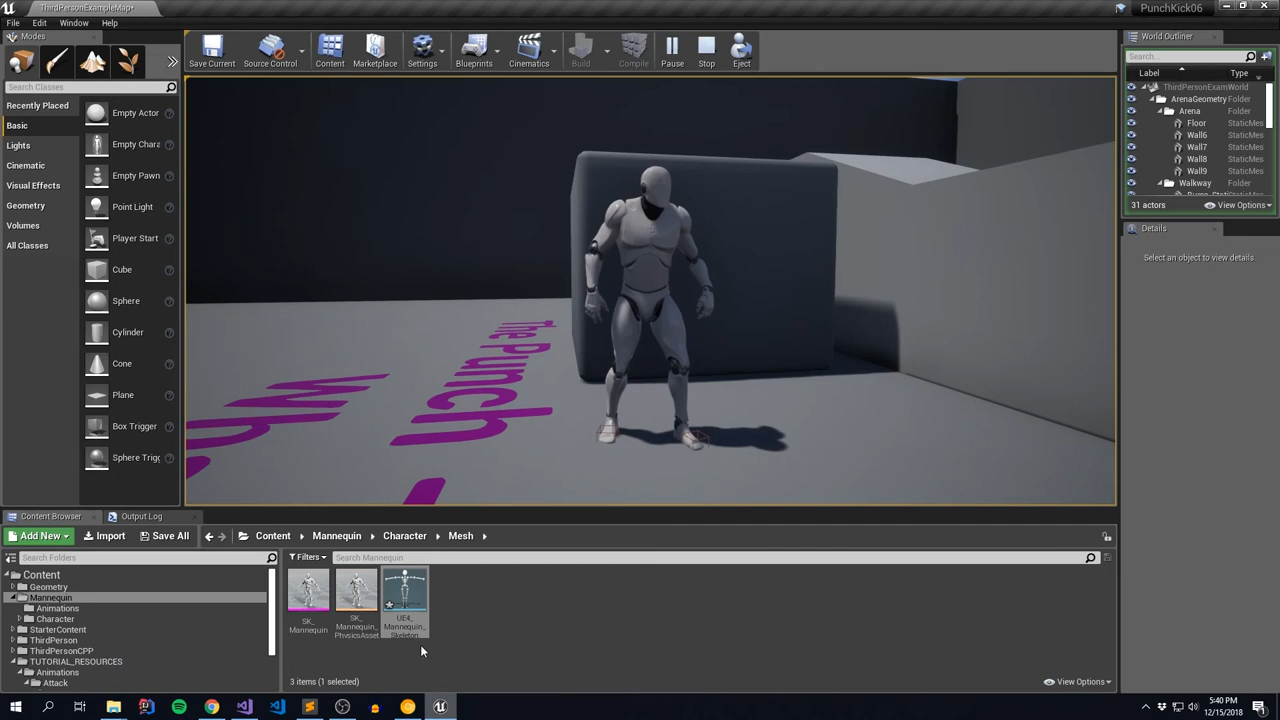 ThirdPersonExampleMap*
PunchKick06
File Edit Window Help
Modes
Search Classes
Recently Placed
Basic
Lights
Cinematic
Visual Effects
Geometry
Volumes
All Classes
Empty Actor
Empty Chara
Empty Pawn
Point Light
Player Start
Cube
Sphere
Cylinder
Cone
Plane
Box Trigger
Sphere Trigg
Save Current
Source Control
Content
Marketplace
Settings
Blueprints
Cinematics
Build
Compile
Pause
Stop
Eject
the Punch
World Outliner
Search...
Label Type
ThirdPersonExam World
ArenaGeometry Folder
Arena Folder
Floor StaticMes
Wall6 StaticMes
Wall7 StaticMes
Wall8 StaticMes
Wall9 StaticMes
Walkway Folder
31 actors View Options
Details
Select an object to view details.
Content Browser Output Log
Add New Import Save All Content Mannequin Character Mesh
Search Folders
Content
Geometry
Mannequin
Animations
Character
StarterContent
ThirdPerson
ThirdPersonCPP
TUTORIAL_RESOURCES
Animations
Attack
Filters Search Mannequin
SK_
Mannequin
SK_
Mannequin_
PhysicsAsset
UE4_
Mannequin_
Skeleton
3 items (1 selected) View Options
5:40 PM
12/15/2018